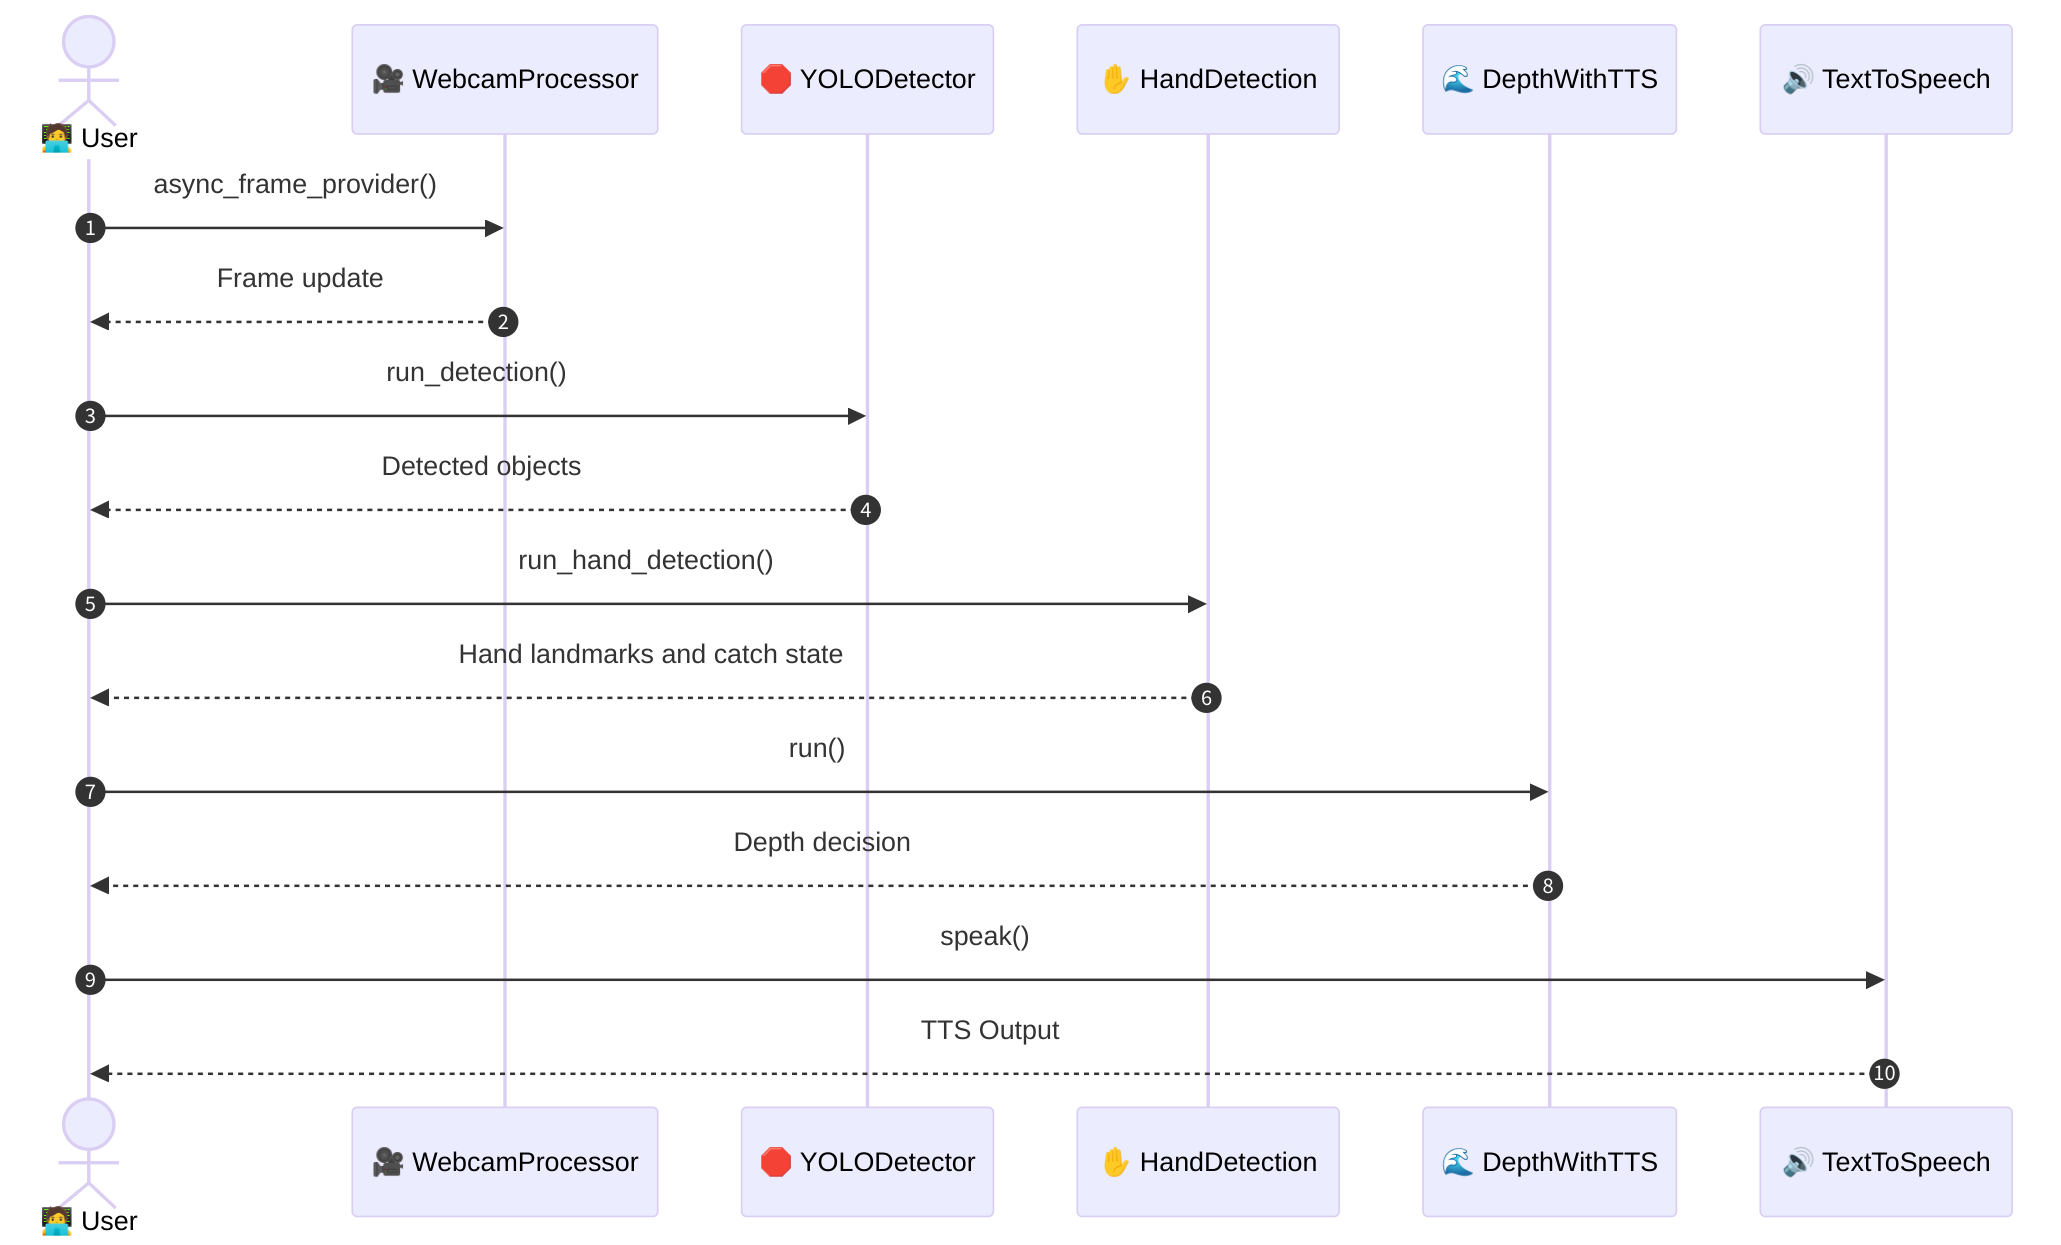 🎥 WebcamProcessor
🛑 YOLODetector
✋ HandDetection
🌊 DepthWithTTS
🔊 TextToSpeech
🧑‍💻 User
async_frame_provider()
1
Frame update
2
run_detection()
3
Detected objects
4
run_hand_detection()
5
Hand landmarks and catch state
6
run()
7
Depth decision
8
speak()
9
TTS Output
10
🎥 WebcamProcessor
🛑 YOLODetector
✋ HandDetection
🌊 DepthWithTTS
🔊 TextToSpeech
🧑‍💻 User